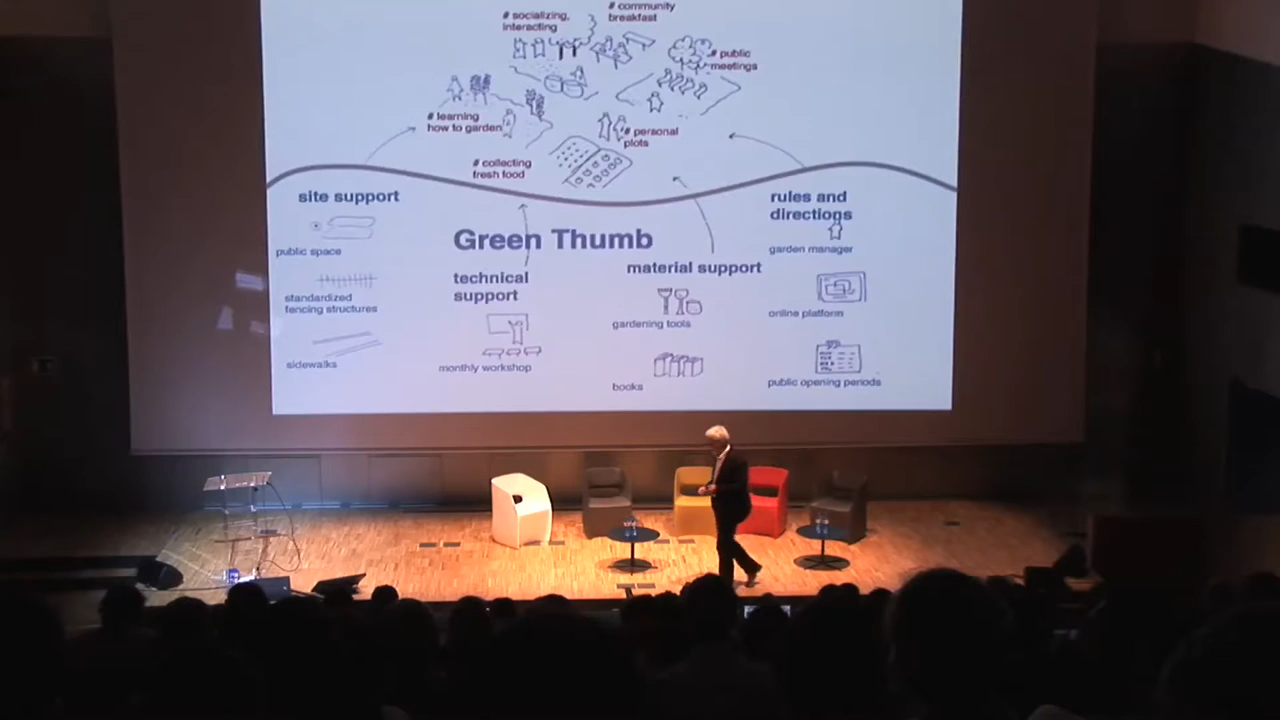 # socializing,
interacting
# community
breakfast
# public
meetings
# learning
how to garden
# personal
plots
# collecting
fresh food
site support
public space
standardized
fencing structures
sidewalks
Green Thumb
technical
support
monthly workshop
material support
gardening tools
books
rules and
directions
garden manager
online platform
public opening periods